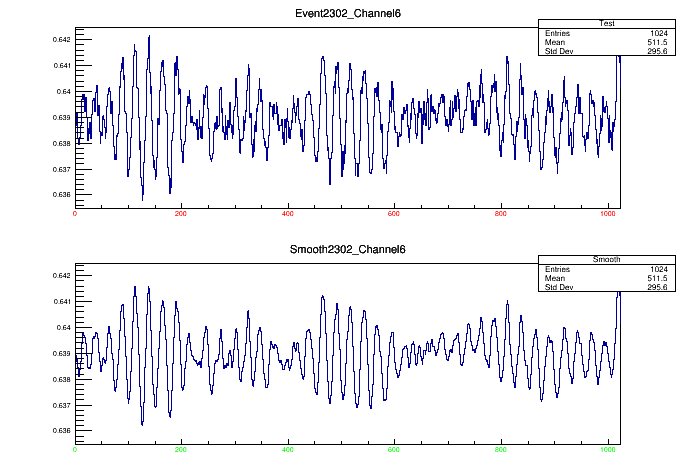 Event2302_Channel6
Test
Entries 1024
Mean 511.5
Std Dev 295.6
0.642
0.641
0.64
0.639
0.638
0.637
0.636
0 200 400 600 800 1000
Smooth2302_Channel6
Smooth
Entries 1024
Mean 511.5
Std Dev 295.6
0.642
0.641
0.64
0.639
0.638
0.637
0.636
0 200 400 600 800 1000